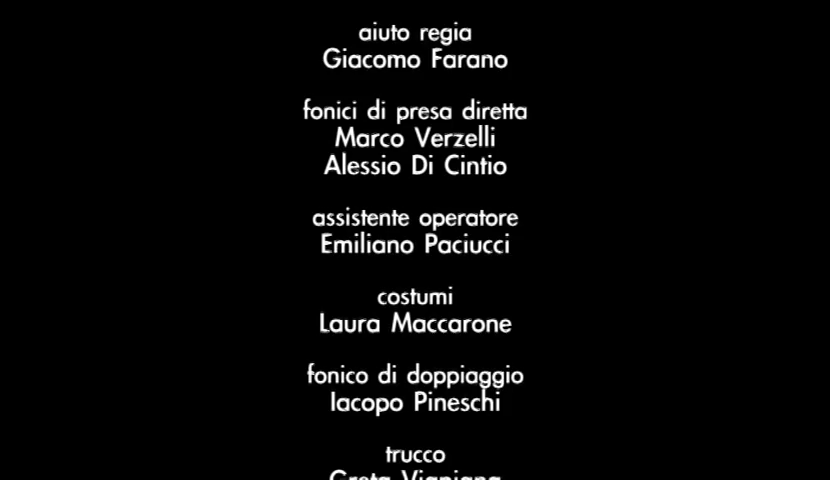 aiuto regia
Giacomo Farano
fonici di presa diretta
Marco Verzelli
Alessio Di Cintio
assistente operatore
Emiliano Paciucci
costumi
Laura Maccarone
fonico di doppiaggio
Iacopo Pineschi
trucco
Greta